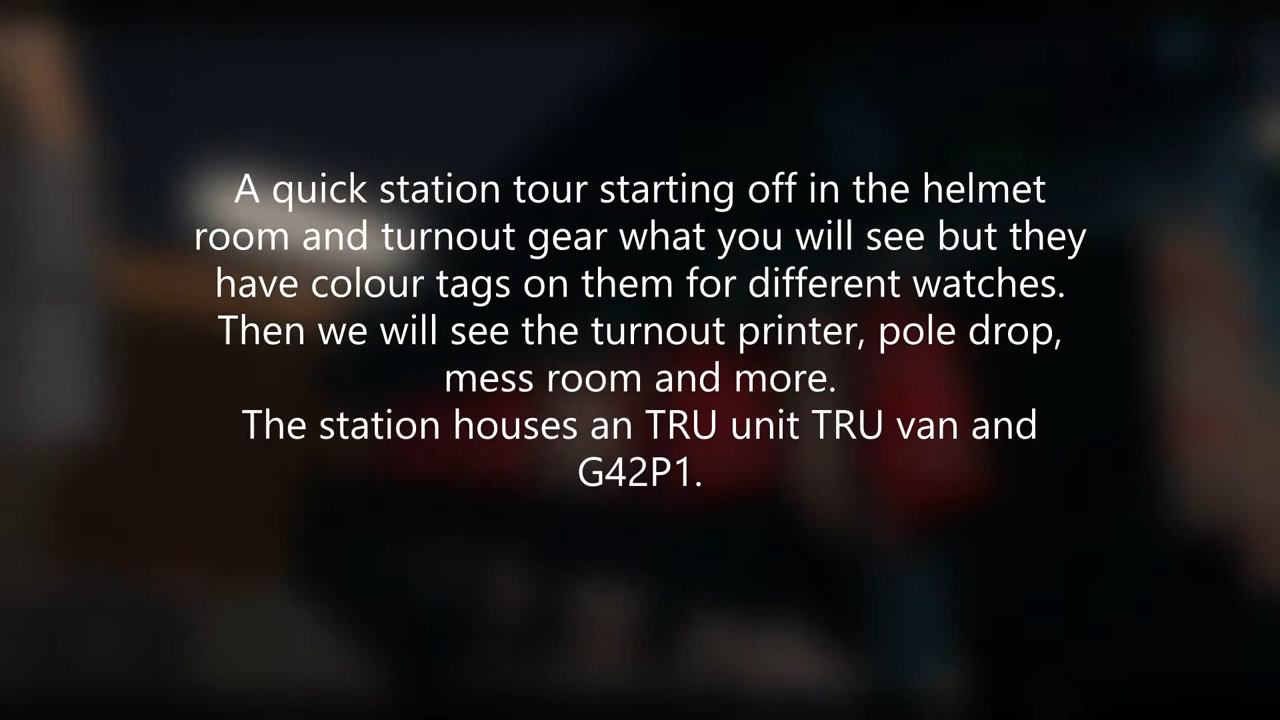 A quick station tour starting off in the helmet
room and turnout gear what you will see but they
have colour tags on them for different watches.
Then we will see the turnout printer, pole drop,
mess room and more.
The station houses an TRU unit TRU van and
G42P1.